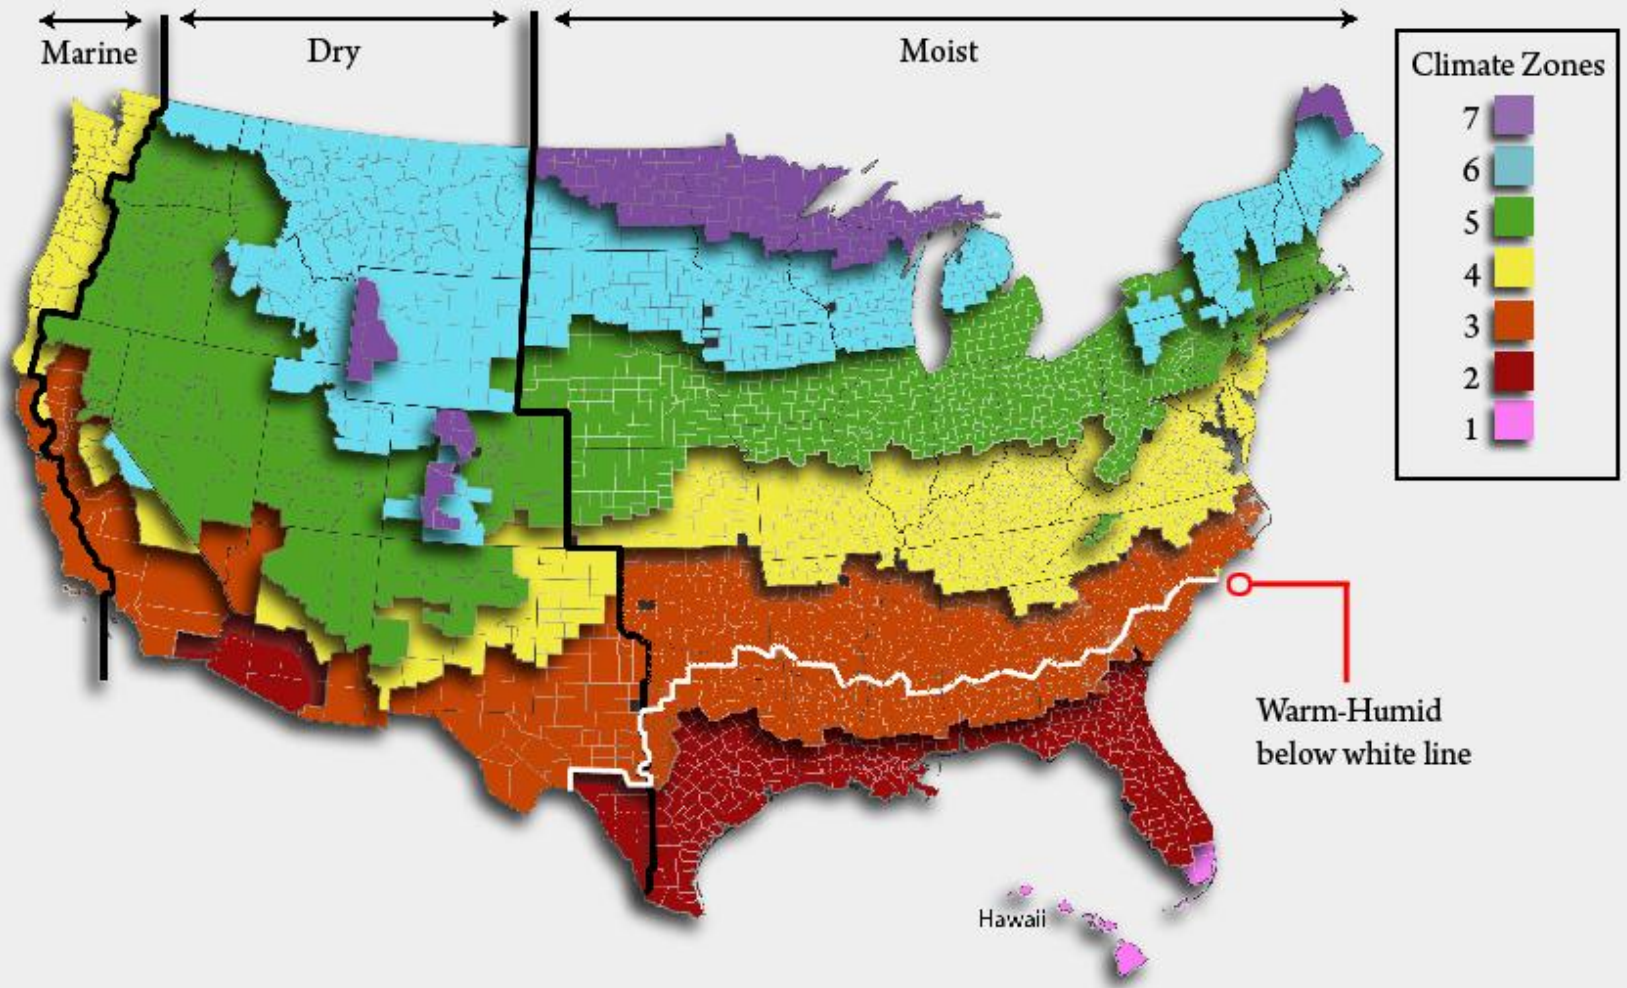 Marine
Dry
Moist
Climate Zones
7
6
5
4
3
2
1
Warm-Humid
below white line
Hawaii